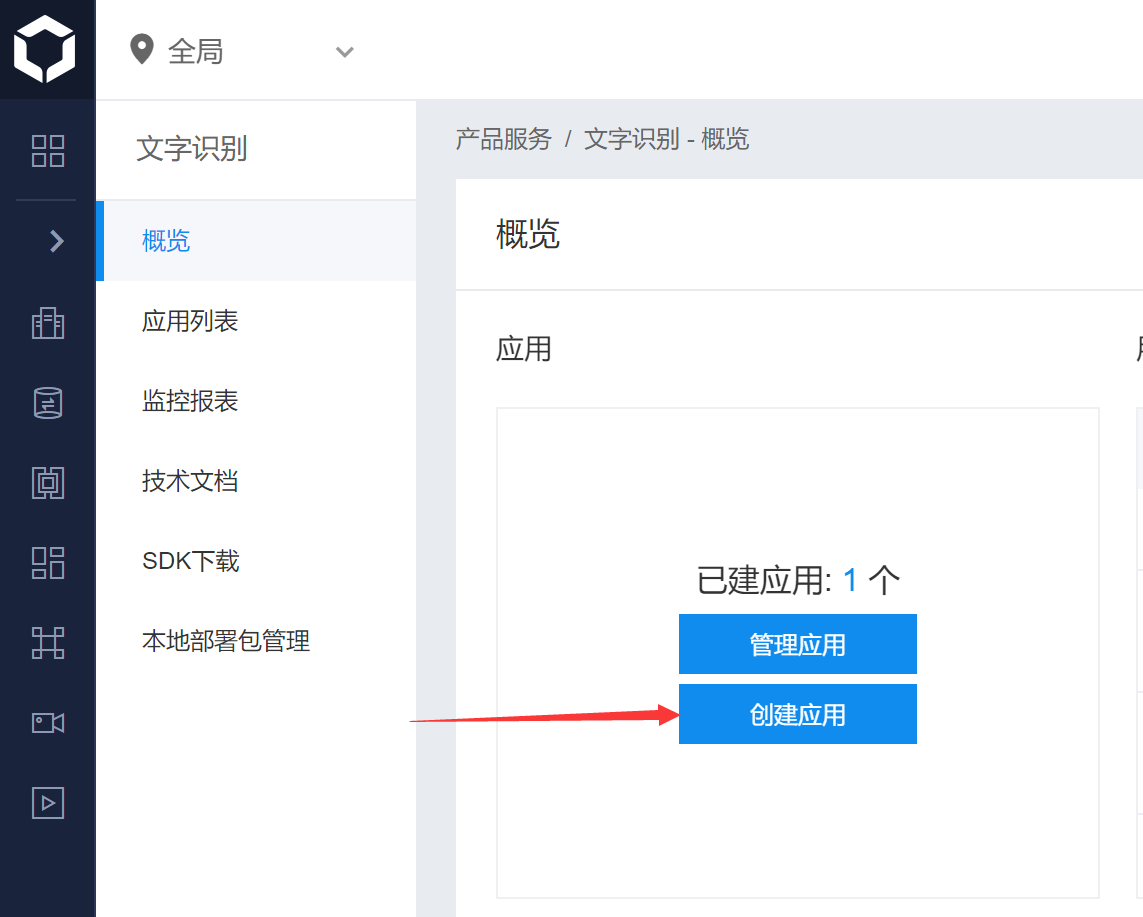 全局
文字识别
概览
应用列表
监控报表
技术文档
SDK下载
本地部署包管理
产品服务 / 文字识别 - 概览
概览
应用
已建应用: 1 个
管理应用
创建应用